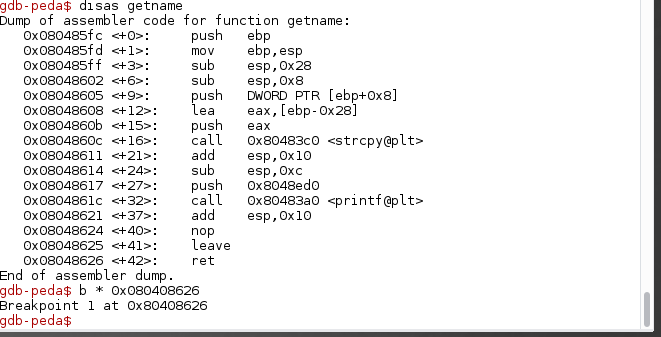 gdb-peda$ disas getname
Dump of assembler code for function getname:
   0x080485fc <+0>:     push   ebp
   0x080485fd <+1>:     mov    ebp,esp
   0x080485ff <+3>:     sub    esp,0x28
   0x08048602 <+6>:     sub    esp,0x8
   0x08048605 <+9>:     push   DWORD PTR [ebp+0x8]
   0x08048608 <+12>:    lea    eax,[ebp-0x28]
   0x0804860b <+15>:    push   eax
   0x0804860c <+16>:    call   0x80483c0 <strcpy@plt>
   0x08048611 <+21>:    add    esp,0x10
   0x08048614 <+24>:    sub    esp,0xc
   0x08048617 <+27>:    push   0x8048ed0
   0x0804861c <+32>:    call   0x80483a0 <printf@plt>
   0x08048621 <+37>:    add    esp,0x10
   0x08048624 <+40>:    nop
   0x08048625 <+41>:    leave
   0x08048626 <+42>:    ret
End of assembler dump.
gdb-peda$ b * 0x080408626
Breakpoint 1 at 0x80408626
gdb-peda$